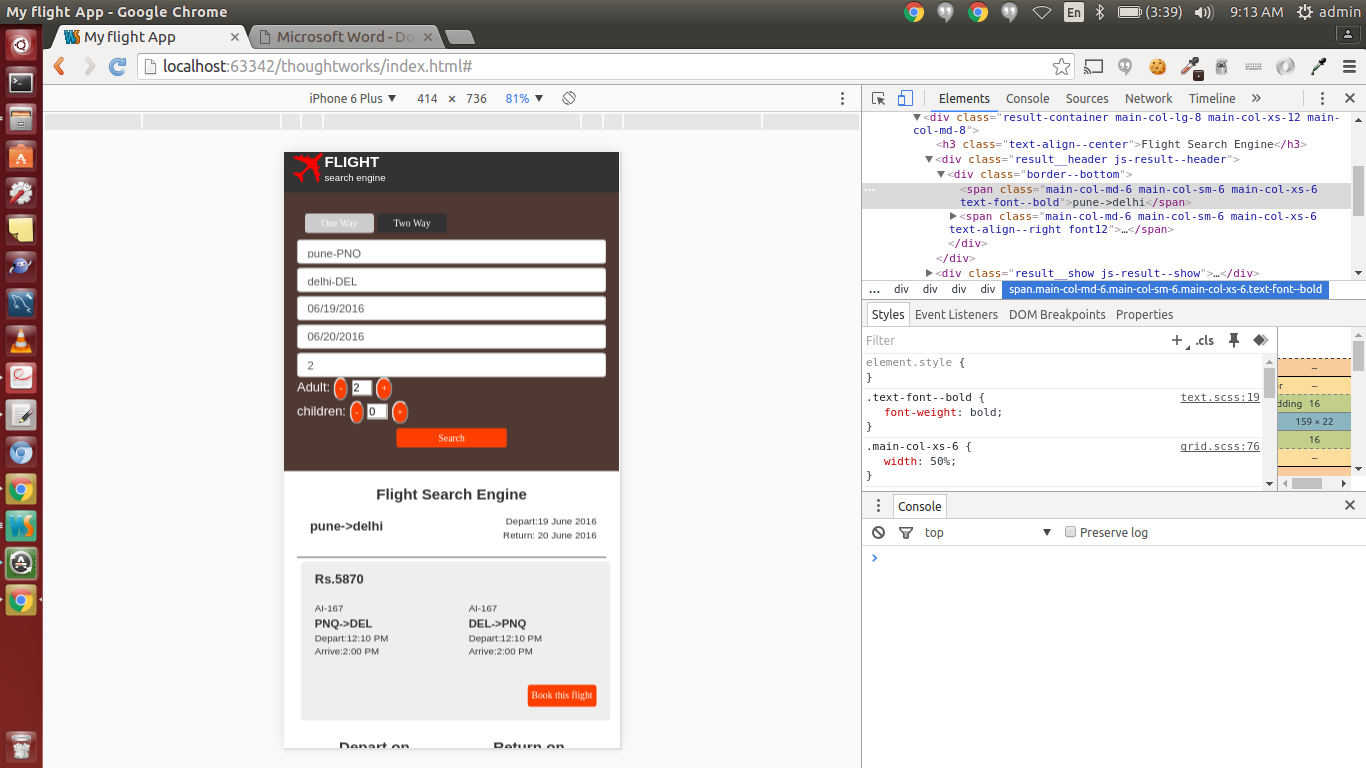 My flight App - Google Chrome
En
(3:39)
9:13 AM
admin
My flight App
Microsoft Word - Do
localhost:63342/thoughtworks/index.html#
iPhone 6 Plus ▼ 414 × 736 81% ▼
FLIGHT
search engine
One Way
Two Way
pune-PNQ
delhi-DEL
06/19/2016
06/20/2016
2
Adult: - 2 +
children: - 0 +
Search
Flight Search Engine
pune->delhi
Depart:19 June 2016
Return: 20 June 2016
Rs.5870
AI-167
PNQ->DEL
Depart:12:10 PM
Arrive:2:00 PM
AI-167
DEL->PNQ
Depart:12:10 PM
Arrive:2:00 PM
Book this flight
Depart on
Return on
Elements Console Sources Network Timeline »
▼<div class="result-container main-col-lg-8 main-col-xs-12 main-
col-md-8">
<h3 class="text-align--center">Flight Search Engine</h3>
▼<div class="result__header js-result--header">
▼<div class="border--bottom">
<span class="main-col-md-6 main-col-sm-6 main-col-xs-6
text-font--bold">pune->delhi</span>
▶<span class="main-col-md-6 main-col-sm-6 main-col-xs-6
text-align--right font12">…</span>
</div>
</div>
▶<div class="result__show js-result--show">…</div>
... div div div div span.main-col-md-6.main-col-sm-6.main-col-xs-6.text-font--bold
Styles Event Listeners DOM Breakpoints Properties
Filter
+ .cls
element.style {
}
.text-font--bold {
text.scss:19
font-weight: bold;
}
.main-col-xs-6 {
grid.scss:76
width: 50%;
}
–
–
dding 16
159 × 22
16
–
Console
top ▼
Preserve log
>